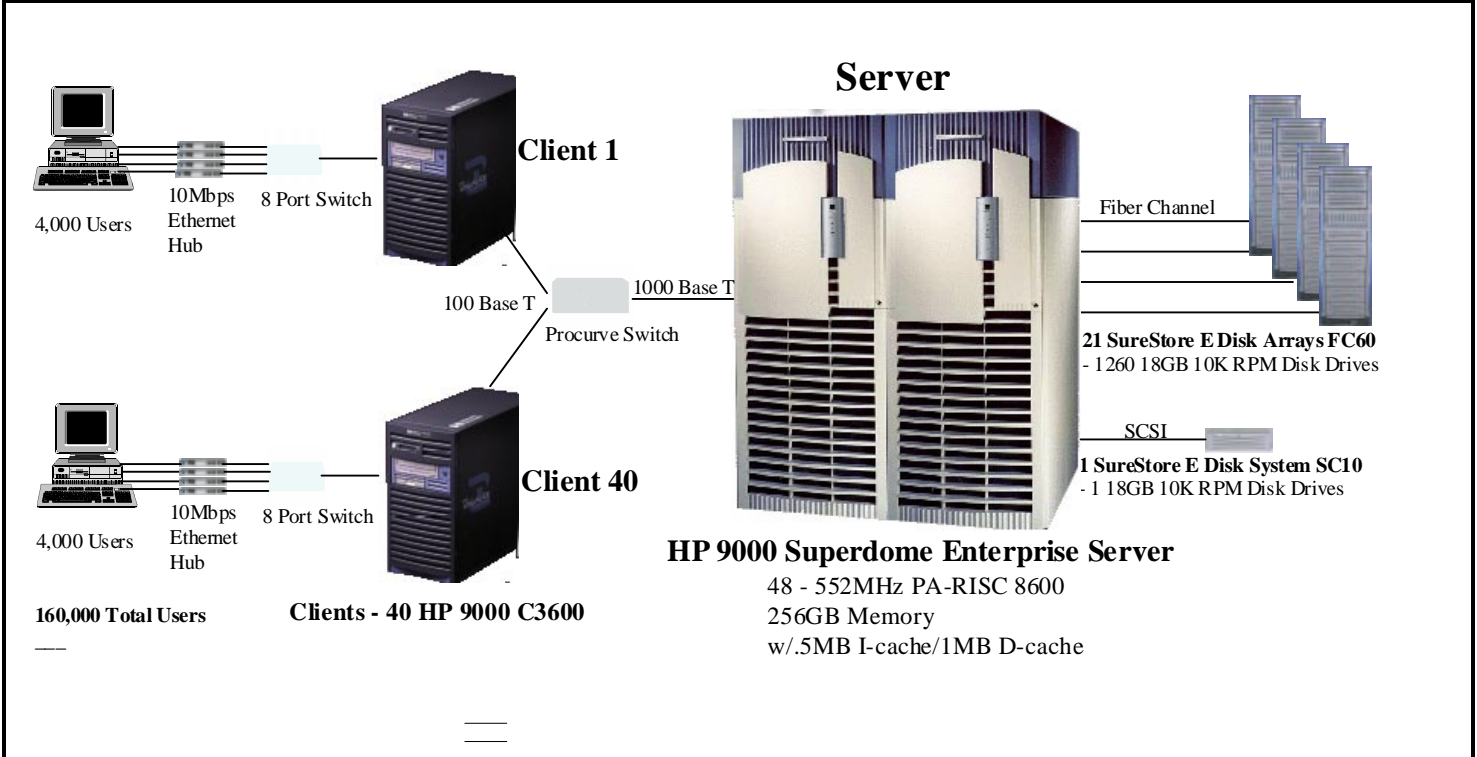 Server
Client 1
4,000 Users
10Mbps
Ethernet
Hub
8 Port Switch
100 Base T
Procurve Switch
1000 Base T
Fiber Channel
21 SureStore E Disk Arrays FC60
- 1260 18GB 10K RPM Disk Drives
SCSI
1 SureStore E Disk System SC10
- 1 18GB 10K RPM Disk Drives
Client 40
4,000 Users
10Mbps
Ethernet
Hub
8 Port Switch
HP 9000 Superdome Enterprise Server
48 - 552MHz PA-RISC 8600
256GB Memory
w/.5MB I-cache/1MB D-cache
160,000 Total Users
Clients - 40 HP 9000 C3600